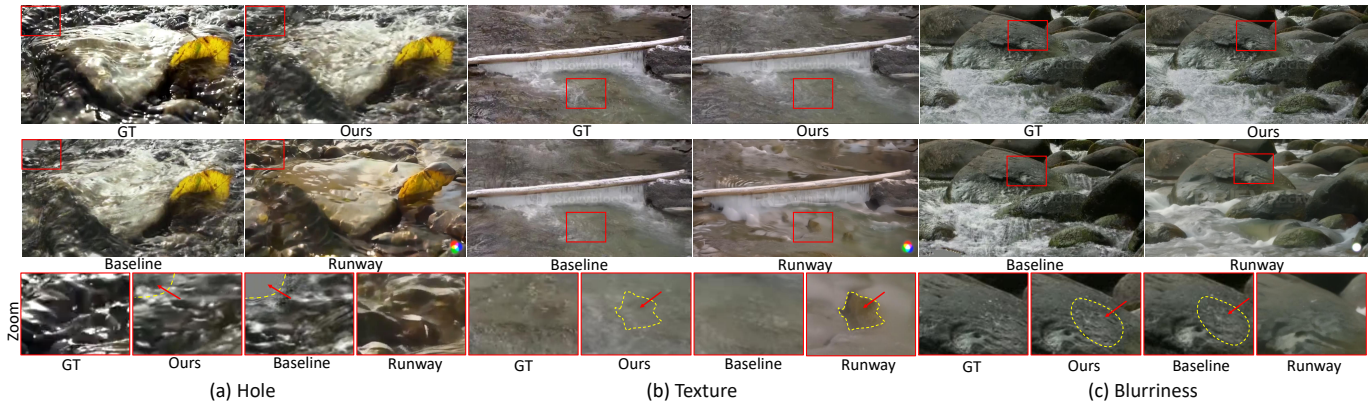 GT Ours GT Ours GT Ours
Baseline Runway Baseline Runway Baseline Runway
Zoom
GT Ours Baseline Runway GT Ours Baseline Runway GT Ours Baseline Runway
(a) Hole (b) Texture (c) Blurriness